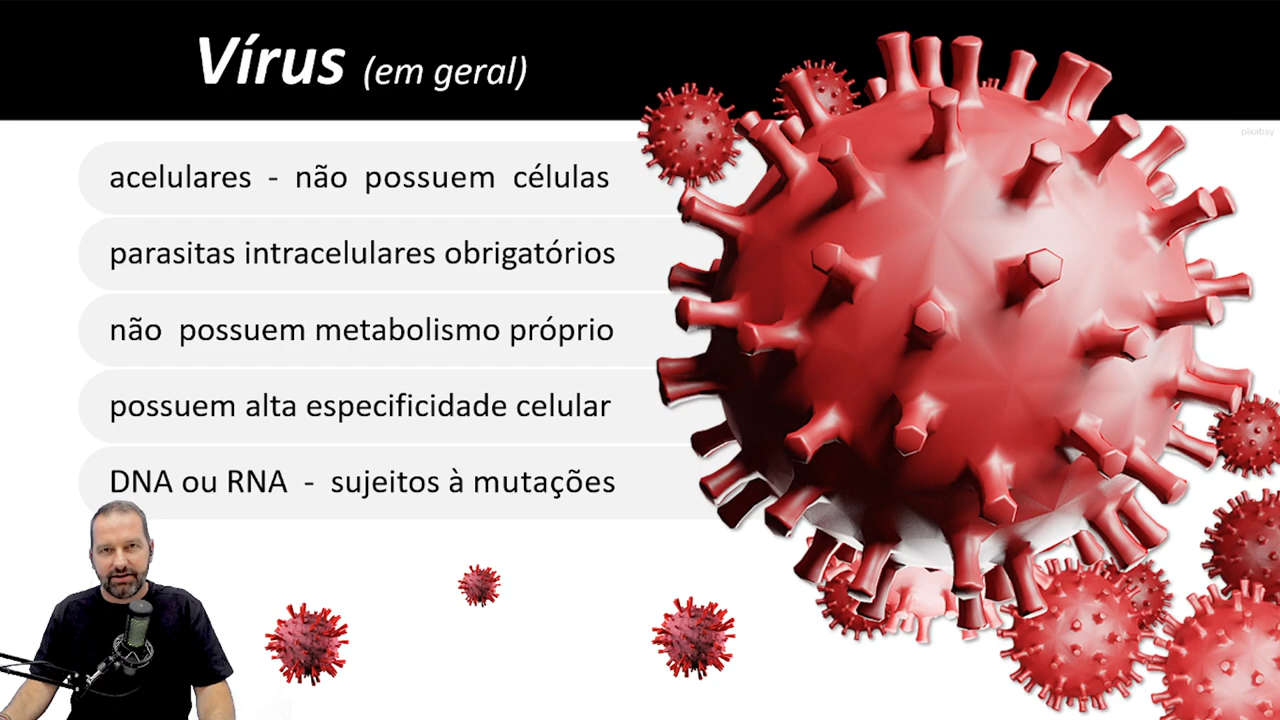 Vírus (em geral)
pixabay
acelulares - não possuem células
parasitas intracelulares obrigatórios
não possuem metabolismo próprio
possuem alta especificidade celular
DNA ou RNA - sujeitos à mutações